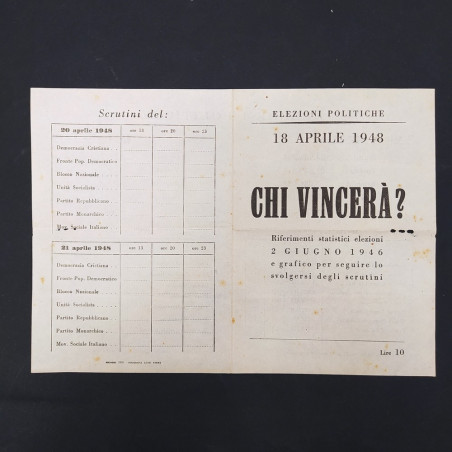 Scrutini del:
20 aprile 1948 ore 15 ore 20 ore 23
Democrazia Cristiana
Fronte Pop. Democratico
Blocco Nazionale
Unità Socialista
Partito Repubblicano
Partito Monarchico
Mov. Sociale Italiano
21 aprile 1948 ore 15 ore 20 ore 23
Democrazia Cristiana
Fronte Pop. Democratico
Blocco Nazionale
Unità Socialista
Partito Repubblicano
Partito Monarchico
Mov. Sociale Italiano
ELEZIONI POLITICHE
18 APRILE 1948
CHI VINCERÀ?
Riferimenti statistici elezioni
2 GIUGNO 1946
e grafico per seguire lo
svolgersi degli scrutini
Lire 10